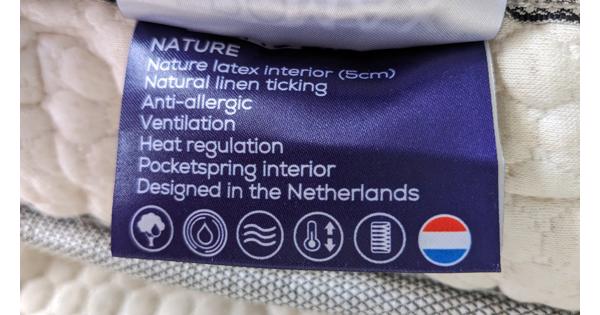 NATURE
Nature latex interior (5cm)
Natural linen ticking
Anti-allergic
Ventilation
Heat regulation
Pocketspring interior
Designed in the Netherlands